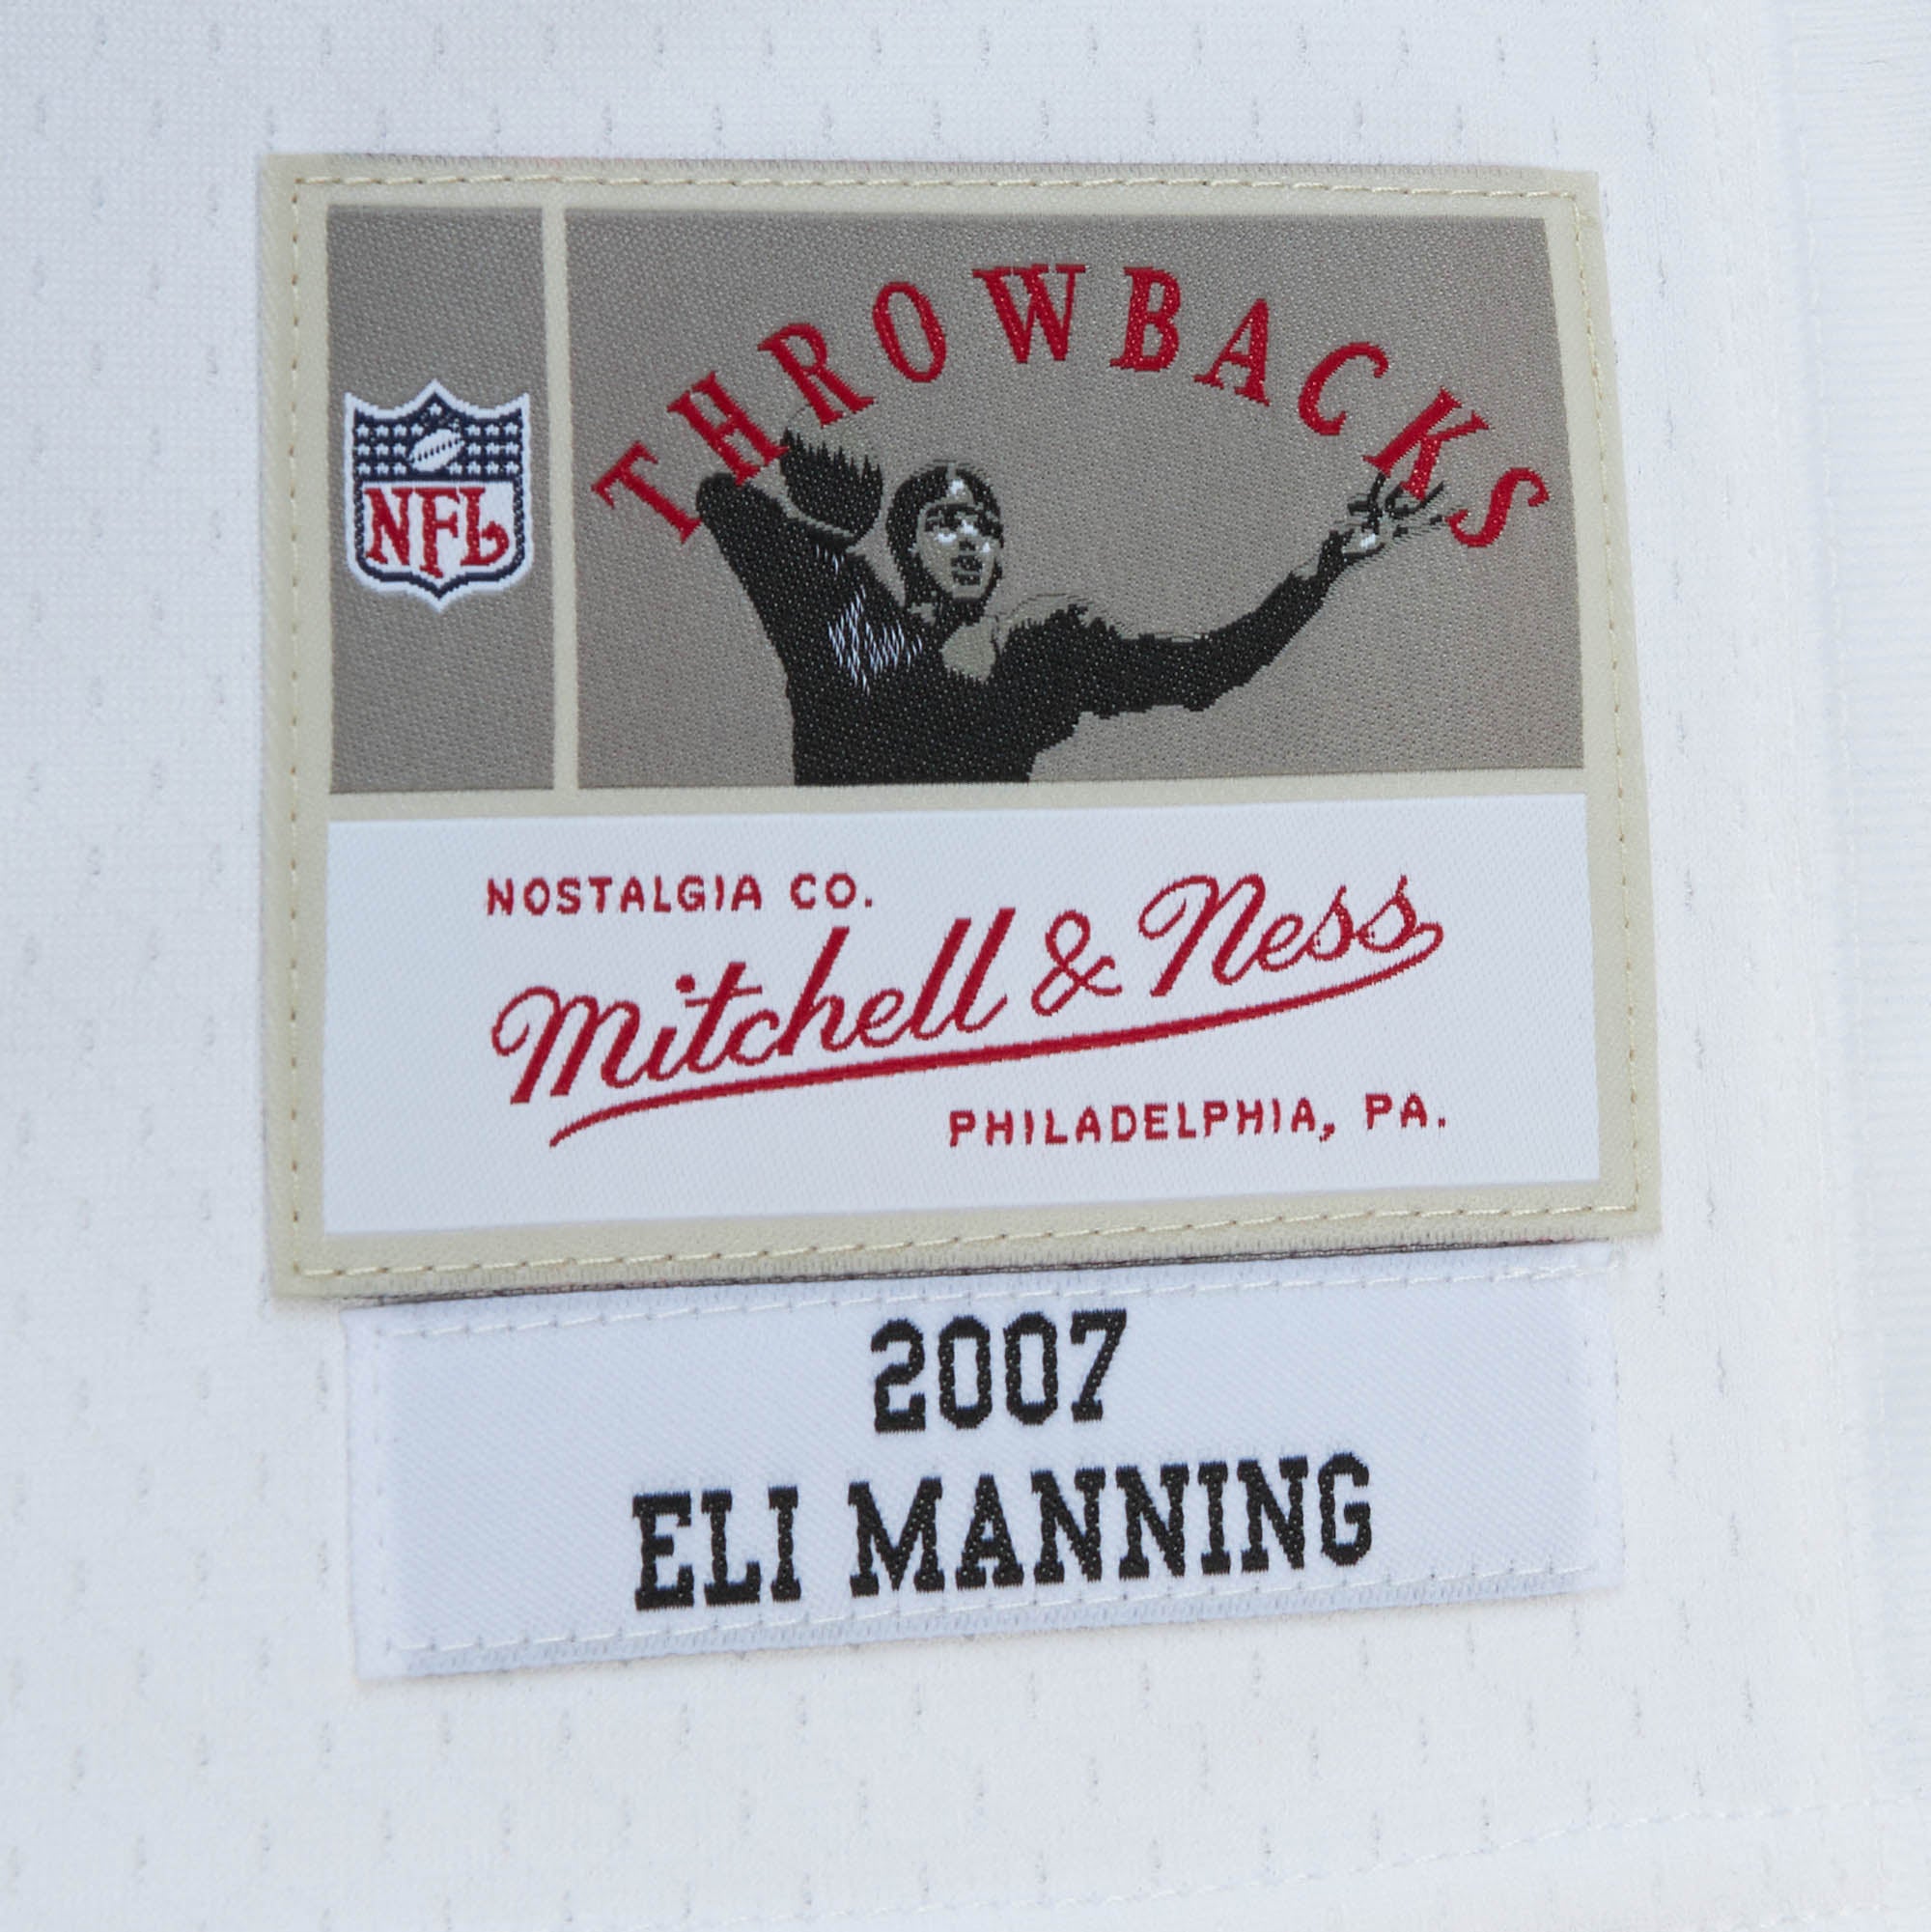 THROWBACKS
NFL
NOSTALGIA CO.
Mitchell & Ness
PHILADELPHIA, PA.
2007
ELI MANNING